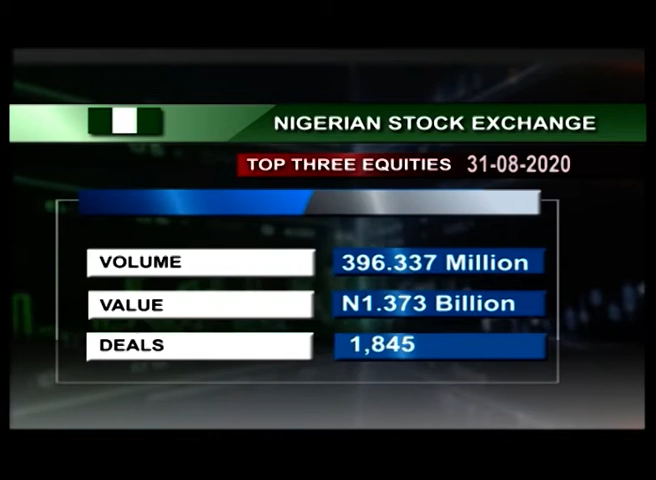 NIGERIAN STOCK EXCHANGE
TOP THREE EQUITIES 31-08-2020
VOLUME 396.337 Million
VALUE N1.373 Billion
DEALS 1,845